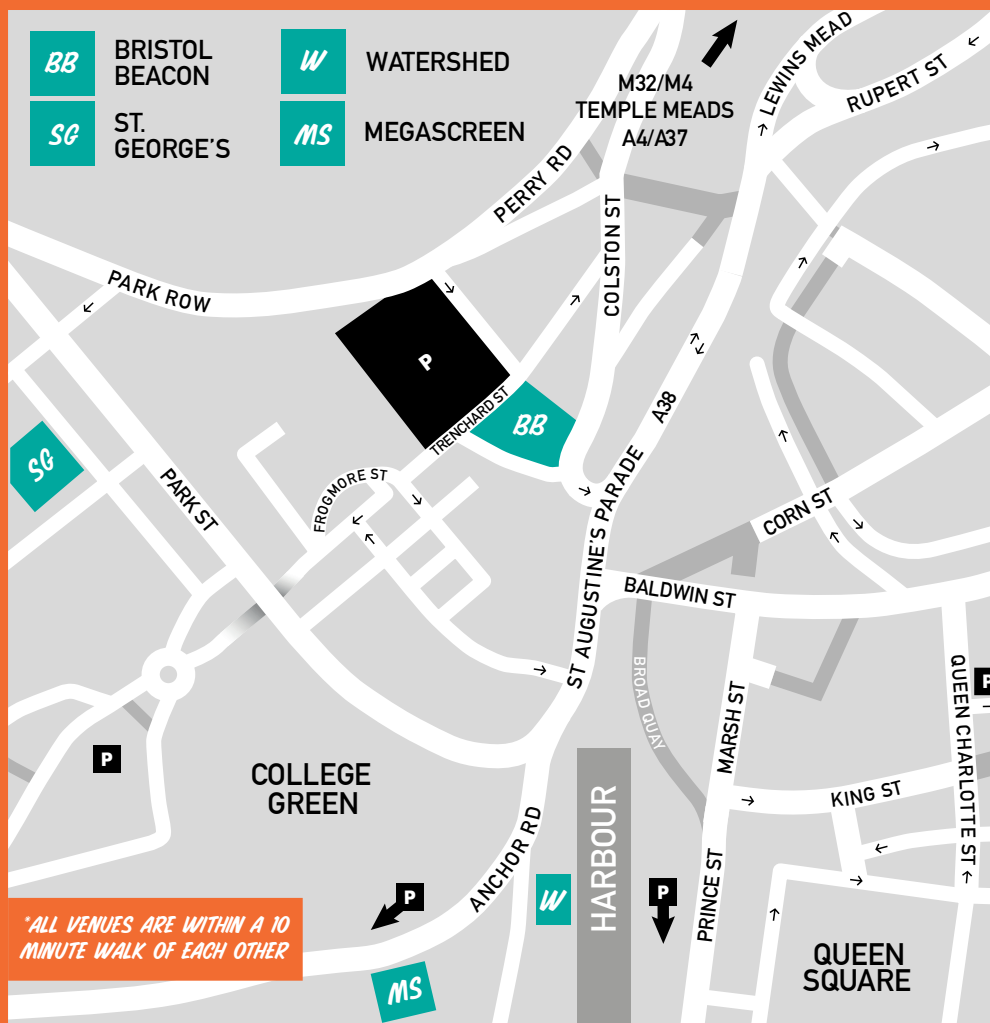 BB
BRISTOL
BEACON
W
WATERSHED
SG
ST.
GEORGE'S
MS
MEGASCREEN
M32/M4
TEMPLE MEADS
A4/A37
LEWINS MEAD
RUPERT ST
PERRY RD
COLSTON ST
PARK ROW
P
TRENCHARD ST
BB
A38
SG
PARK ST
FROGMORE ST
ST AUGUSTINE'S PARADE
CORN ST
BALDWIN ST
BROAD QUAY
MARSH ST
QUEEN CHARLOTTE ST
P
P
COLLEGE
GREEN
KING ST
HARBOUR
ANCHOR RD
W
P
P
PRINCE ST
QUEEN
SQUARE
*ALL VENUES ARE WITHIN A 10
MINUTE WALK OF EACH OTHER
MS